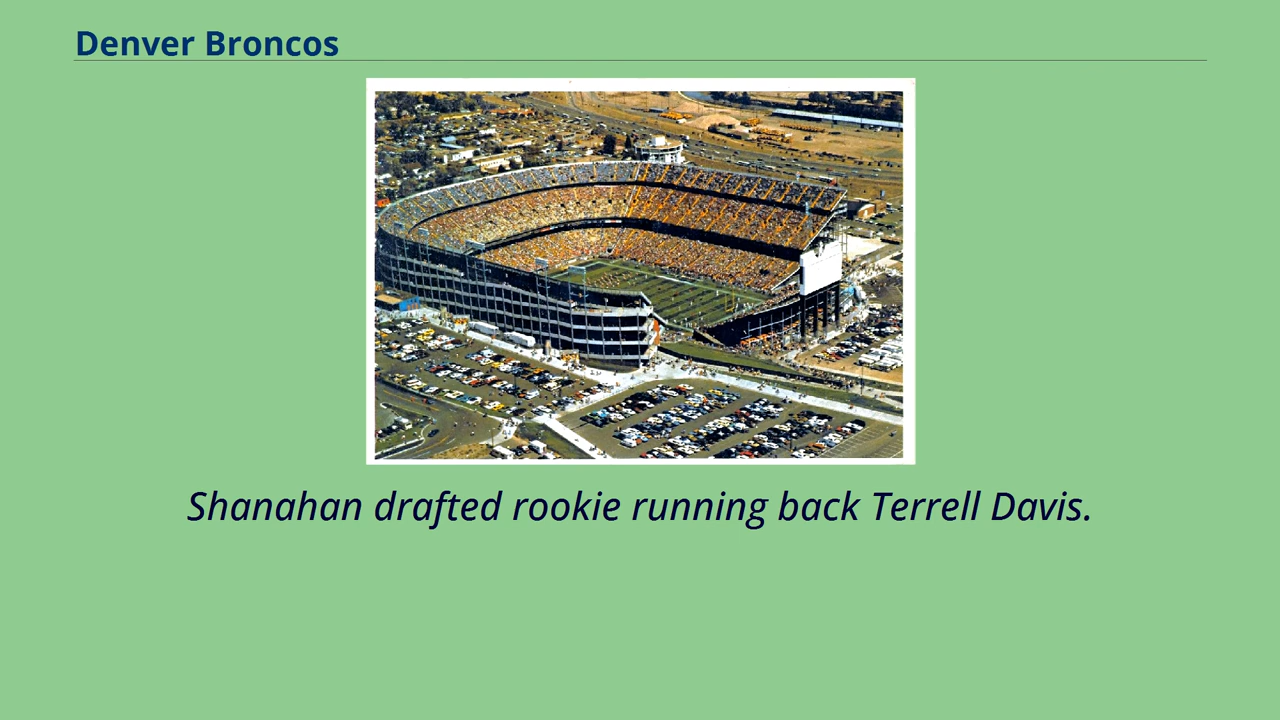 Denver Broncos
Shanahan drafted rookie running back Terrell Davis.